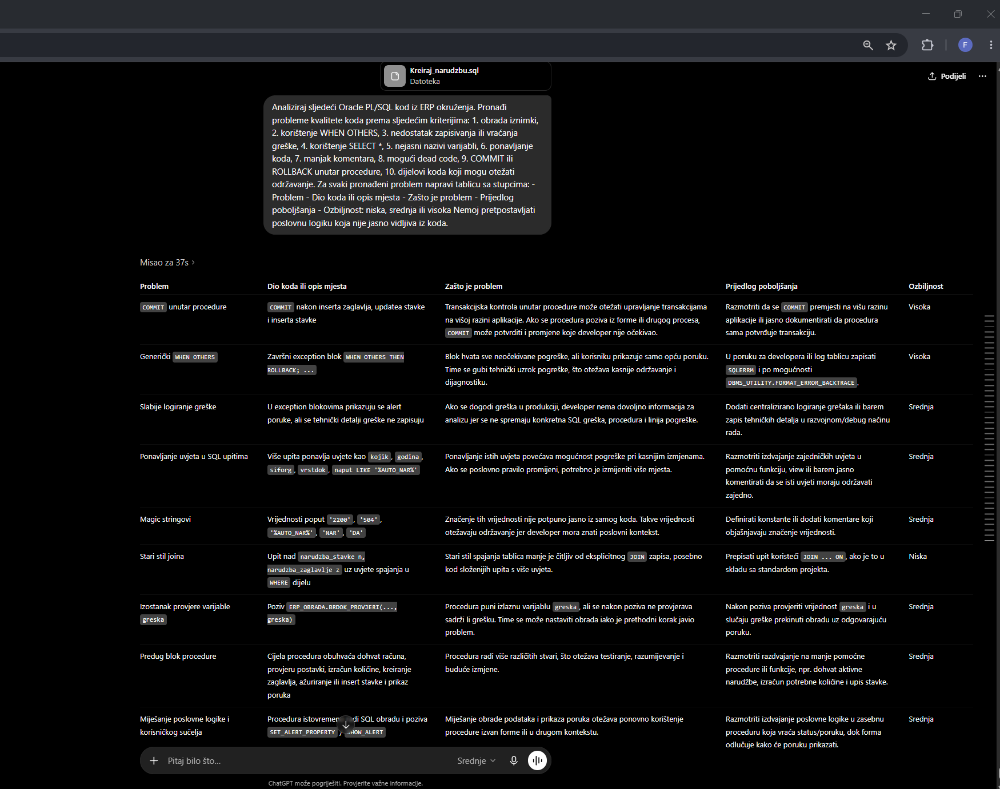 F
Kreiraj_narudzbu.sql
Datoteka
Podijeli
Analiziraj sljedeći Oracle PL/SQL kod iz ERP okruženja. Pronađi
probleme kvalitete koda prema sljedećim kriterijima: 1. obrada iznimki,
2. korištenje WHEN OTHERS, 3. nedostatak zapisivanja ili vraćanja
greške, 4. korištenje SELECT *, 5. nejasni nazivi varijabli, 6. ponavljanje
koda, 7. manjak komentara, 8. mogući dead code, 9. COMMIT ili
ROLLBACK unutar procedure, 10. dijelovi koda koji mogu otežati
održavanje. Za svaki pronađeni problem napravi tablicu sa stupcima: -
Problem - Dio koda ili opis mjesta - Zašto je problem - Prijedlog
poboljšanja - Ozbiljnost: niska, srednja ili visoka Nemoj pretpostavljati
poslovnu logiku koja nije jasno vidljiva iz koda.
Misao za 37s >
Problem
Dio koda ili opis mjesta
Zašto je problem
Prijedlog poboljšanja
Ozbiljnost
COMMIT unutar procedure
COMMIT nakon inserta zaglavlja, updatea stavke
i inserta stavke
Transakcijska kontrola unutar procedure može otežati upravljanje transakcijama
na višoj razini aplikacije. Ako se procedura poziva iz forme ili drugog procesa,
COMMIT može potvrditi i promjene koje developer nije očekivao.
Razmotriti da se COMMIT premjesti na višu razinu
aplikacije ili jasno dokumentirati da procedura
sama potvrđuje transakciju.
Visoka
Generički WHEN OTHERS
Završni exception blok WHEN OTHERS THEN
ROLLBACK; ...
Blok hvata sve neočekivane pogreške, ali korisniku prikazuje samo opću poruku.
Time se gubi tehnički uzrok pogreške, što otežava kasnije održavanje i
dijagnostiku.
U poruku za developera ili log tablicu zapisati
SQLERRM i po mogućnosti
DBMS_UTILITY.FORMAT_ERROR_BACKTRACE.
Visoka
Slabije logiranje greške
U exception blokovima prikazuju se alert
poruke, ali se tehnički detalji greške ne zapisuju
Ako se dogodi greška u produkciji, developer nema dovoljno informacija za
analizu jer se ne spremaju konkretna SQL greška, procedura i linija pogreške.
Dodati centralizirano logiranje grešaka ili barem
zapis tehničkih detalja u razvojnom/debug načinu
rada.
Srednja
Ponavljanje uvjeta u SQL upitima
Više upita ponavlja uvjete kao kojik, godina,
siforg, vrstdok, naput LIKE '%AUTO_NAR%'
Ponavljanje istih uvjeta povećava mogućnost pogreške pri kasnijim izmjenama.
Ako se poslovno pravilo promijeni, potrebno je izmijeniti više mjesta.
Razmotriti izdvajanje zajedničkih uvjeta u
pomoćnu funkciju, view ili barem jasno
komentirati da se isti uvjeti moraju održavati
zajedno.
Srednja
Magic stringovi
Vrijednosti poput '2200', '504',
'%AUTO_NAR%', 'NAR', 'DA'
Značenje tih vrijednosti nije potpuno jasno iz samog koda. Takve vrijednosti
otežavaju održavanje jer developer mora znati poslovni kontekst.
Definirati konstante ili dodati komentare koji
objašnjavaju značenje vrijednosti.
Srednja
Stari stil joina
Upit nad narudzba_stavke n,
narudzba_zaglavlje z uz uvjete spajanja u
WHERE dijelu
Stari stil spajanja tablica manje je čitljiv od eksplicitnog JOIN zapisa, posebno
kod složenijih upita s više uvjeta.
Prepisati upit koristeći JOIN ... ON, ako je to u
skladu sa standardom projekta.
Niska
Izostanak provjere varijable
greska
Poziv ERP_OBRADA.BRDOK_PROVJERI(...,
greska)
Procedura puni izlaznu varijablu greska, ali se nakon poziva ne provjerava
sadrži li grešku. Time se može nastaviti obrada iako je prethodni korak javio
problem.
Nakon poziva provjeriti vrijednost greska i u
slučaju greške prekinuti obradu uz odgovarajuću
poruku.
Srednja
Predug blok procedure
Cijela procedura obuhvaća dohvat računa,
provjeru postavki, izračun količine, kreiranje
zaglavlja, ažuriranje ili insert stavke i prikaz
poruka
Procedura radi više različitih stvari, što otežava testiranje, razumijevanje i
buduće izmjene.
Razmotriti razdvajanje na manje pomoćne
procedure ili funkcije, npr. dohvat aktivne
narudžbe, izračun potrebne količine i upis stavke.
Srednja
Miješanje poslovne logike i
korisničkog sučelja
Procedura SQL obradu i poziva
SET_ALERT_PROPERTY / SHOW_ALERT
Miješanje obrade podataka i prikaza poruka otežava ponovno korištenje
procedure izvan forme ili u drugom kontekstu.
Razmotriti izdvajanje poslovne logike u zasebnu
proceduru koja vraća status/poruku, dok forma
odlučuje kako će poruku prikazati.
Srednja
Pitaj bilo što...
Srednje
ChatGPT može pogriješiti. Provjerite važne informacije.